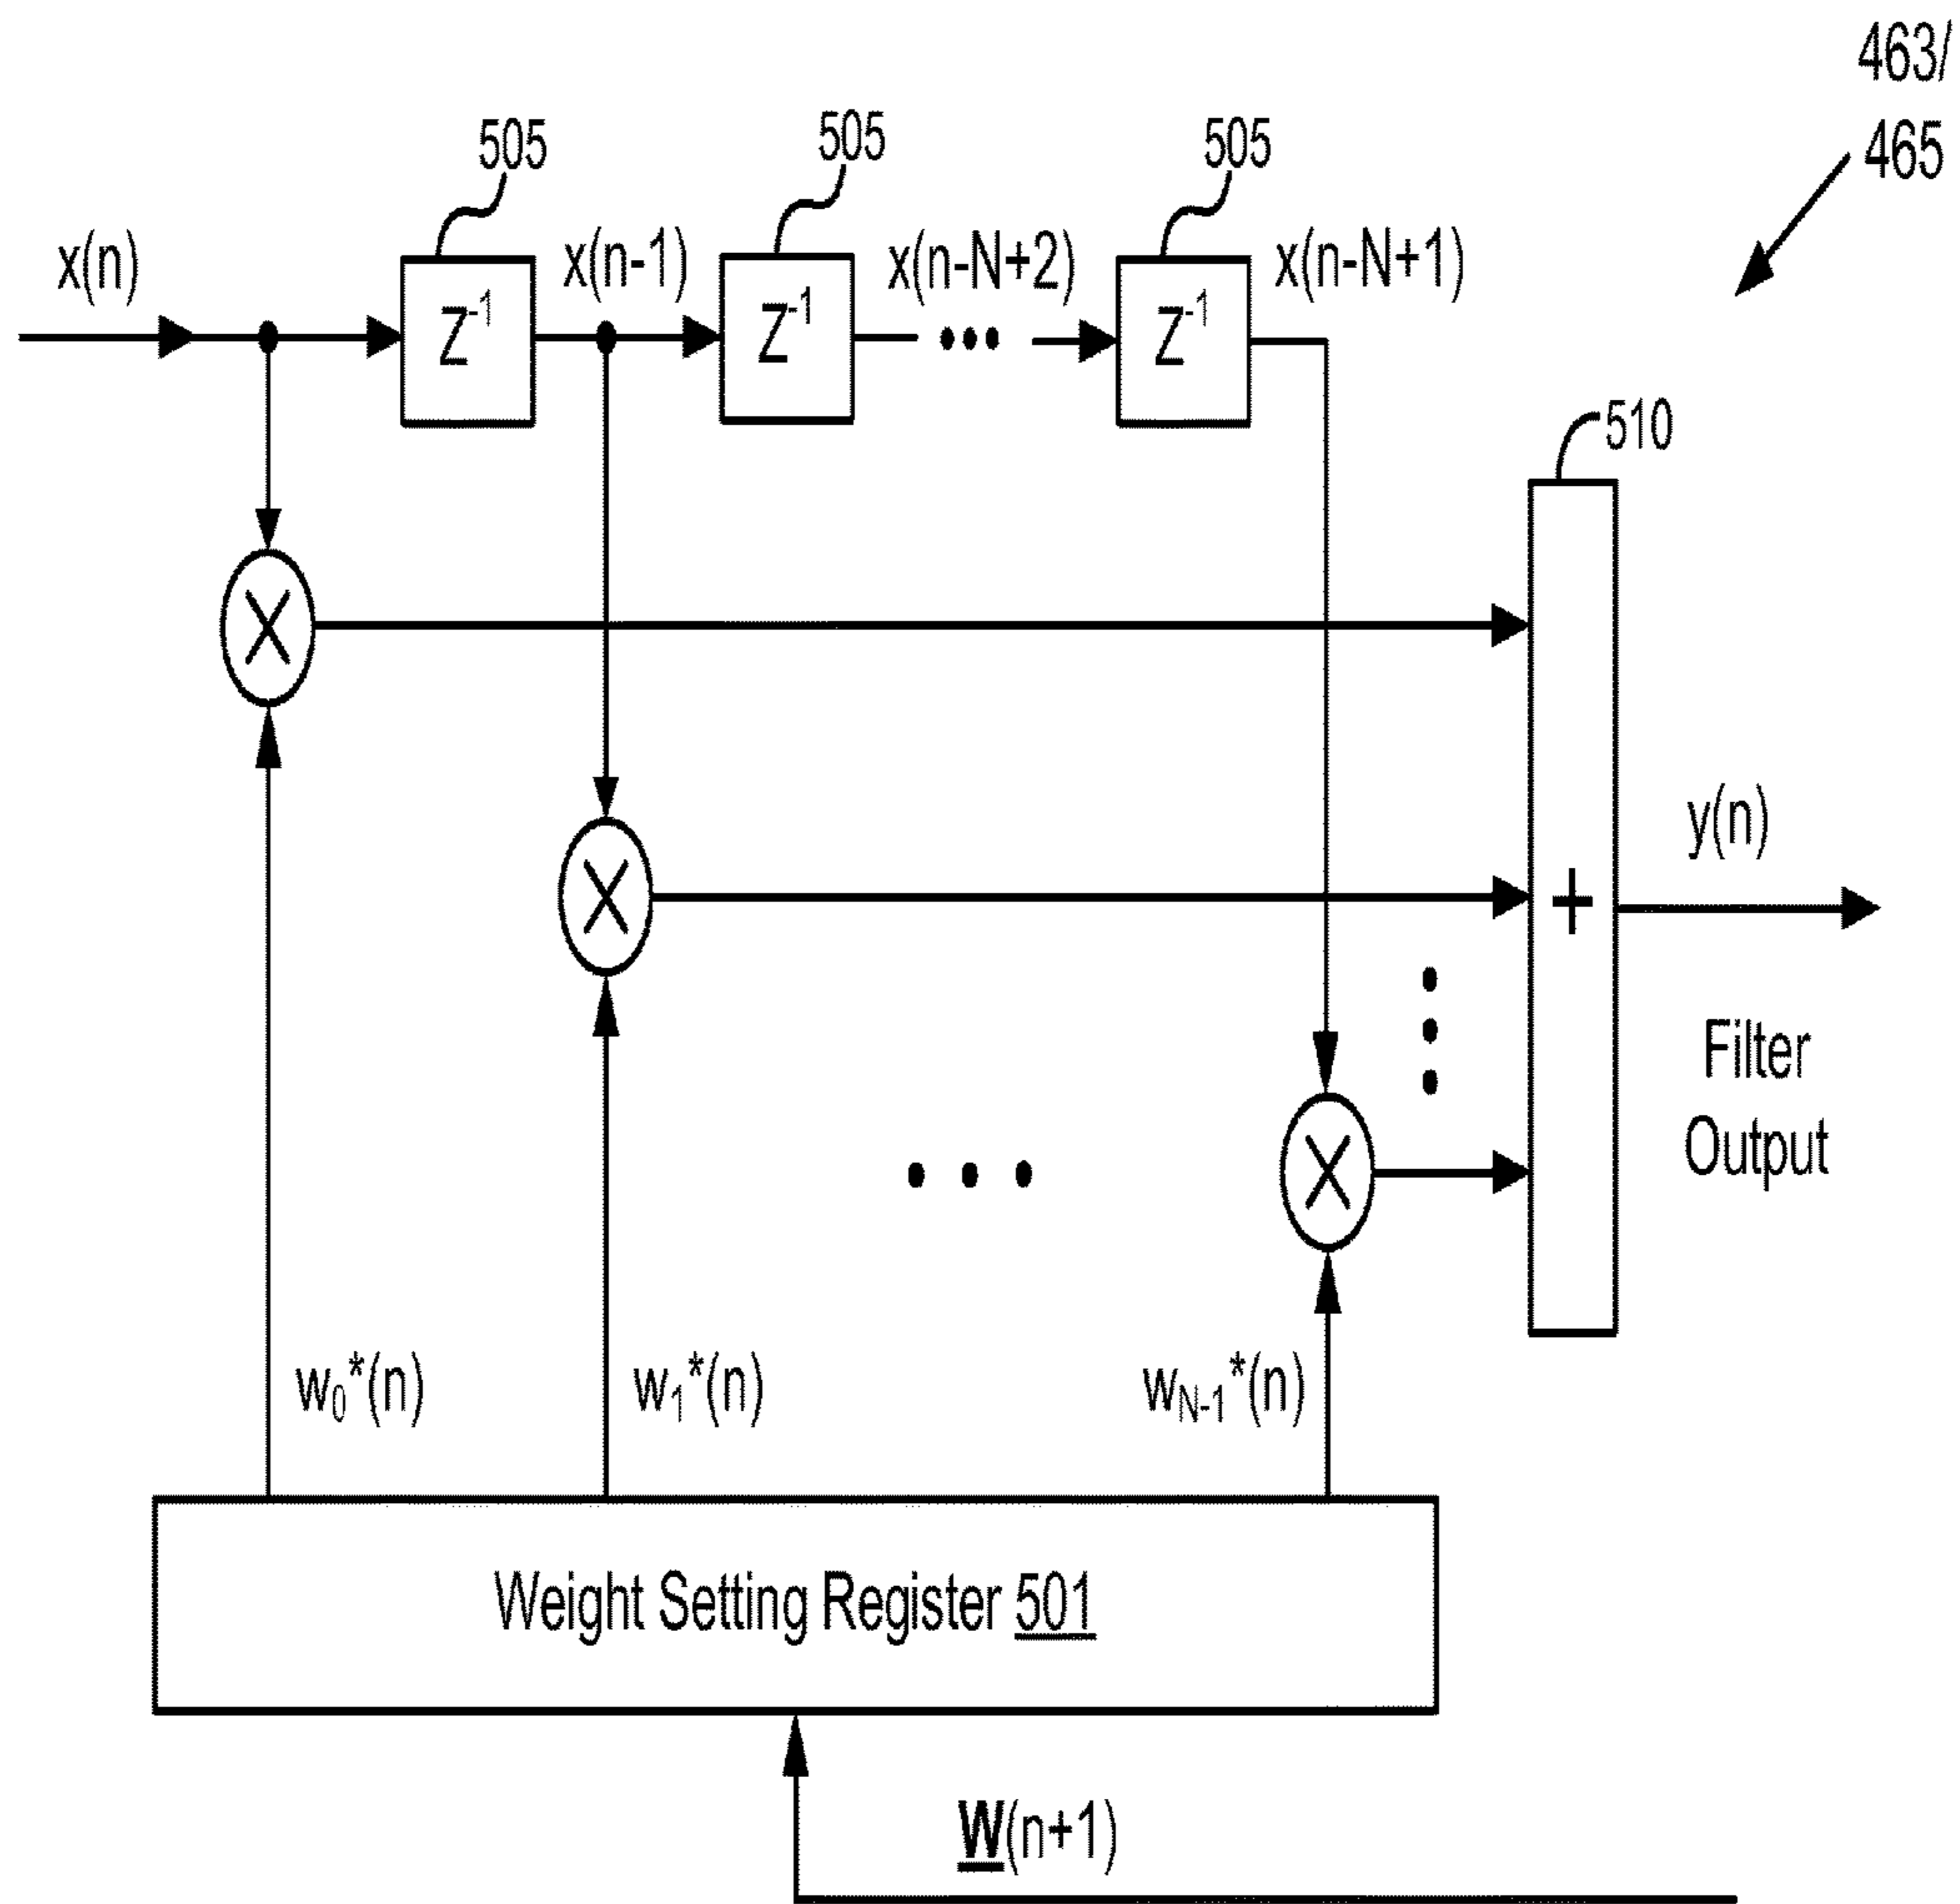 463/
465
505
505
505
x(n)
x(n-1)
x(n-N+2)
x(n-N+1)
Z⁻¹
Z⁻¹
•••
Z⁻¹
510
X
X
+
y(n)
X
Filter
Output
w₀*(n)
w₁*(n)
w_{N-1}*(n)
Weight Setting Register 501
W(n+1)